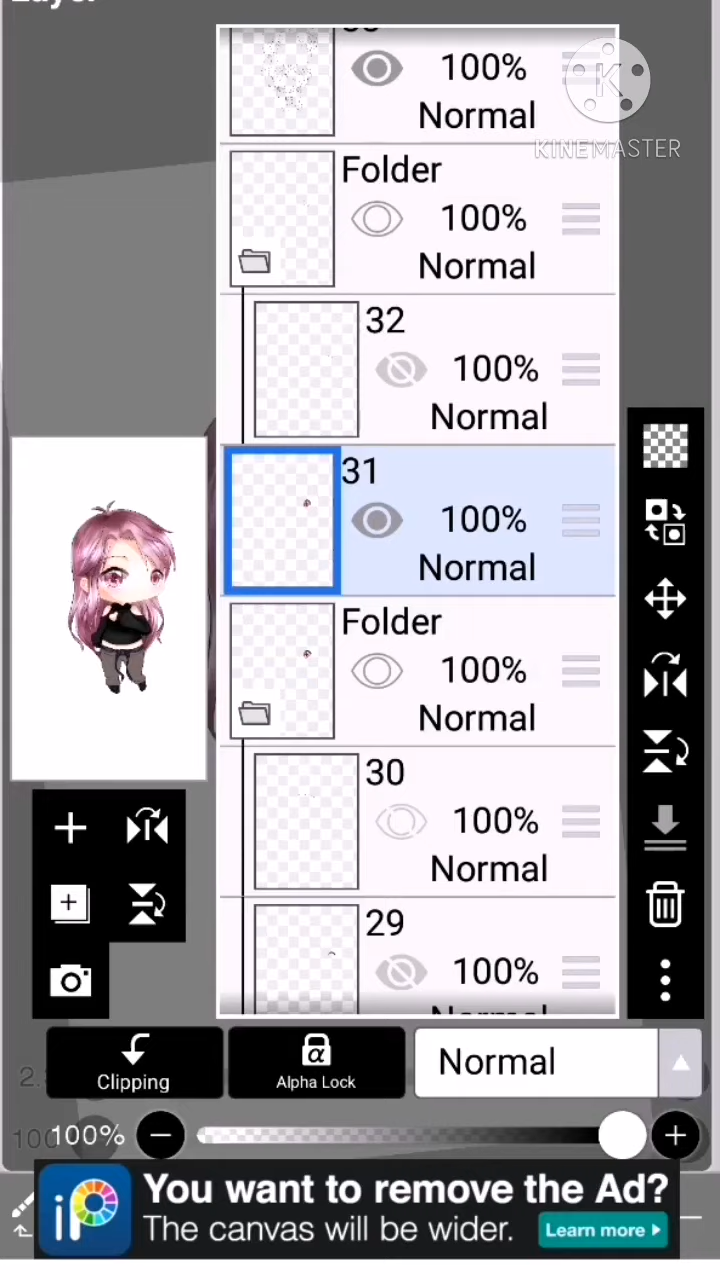 100%
Normal
KINEMASTER
Folder
100%
Normal
32
100%
Normal
31
100%
Normal
Folder
100%
Normal
30
100%
Normal
29
100%
Clipping
α
Alpha Lock
Normal
100%
You want to remove the Ad?
The canvas will be wider.
Learn more